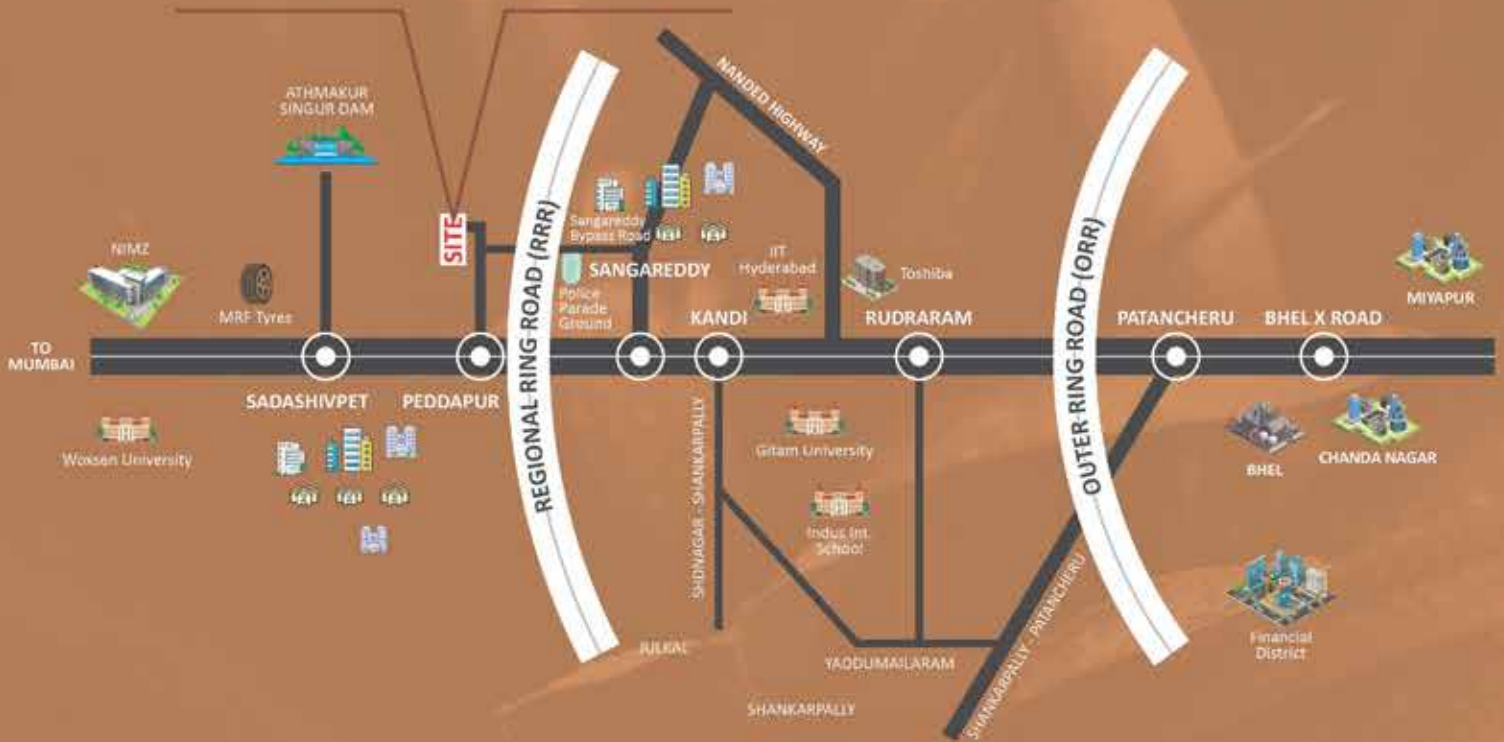 ATHMAKUR
SINGUR DAM
NANDED HIGHWAY
SITE
Sangareddy
Bypass Road
NIMZ
MRF Tyres
REGIONAL RING ROAD (RRR)
SANGAREDDY
Police
Parade
Ground
IIT
Hyderabad
Toshiba
KANDI
RUDRARAM
OUTER RING ROAD (ORR)
PATANCHERU
BHEL X ROAD
MIYAPUR
TO
MUMBAI
SADASHIVPET
PEDDAPUR
Woxsen University
SHDNAGAR - SHANKARPALLY
Gitam University
Indus Int.
School
BHEL
CHANDA NAGAR
Financial
District
JULKAL
YADDUMAILARAM
SHANKARPALLY
SHANKARPALLY - PATANCHERU